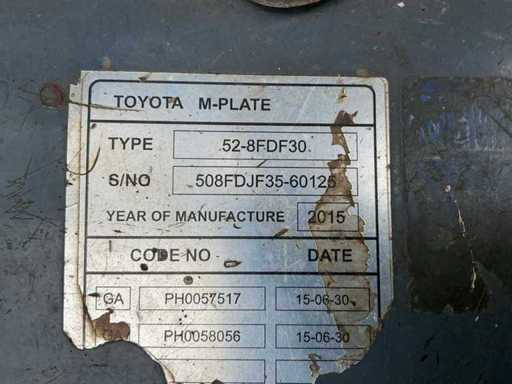 TOYOTA M-PLATE
TYPE 52-8FDF30
S/NO 508FDJF35-60125
YEAR OF MANUFACTURE 2015
CODE NO DATE
GA PH0057517 15-06-30
PH0058056 15-06-30